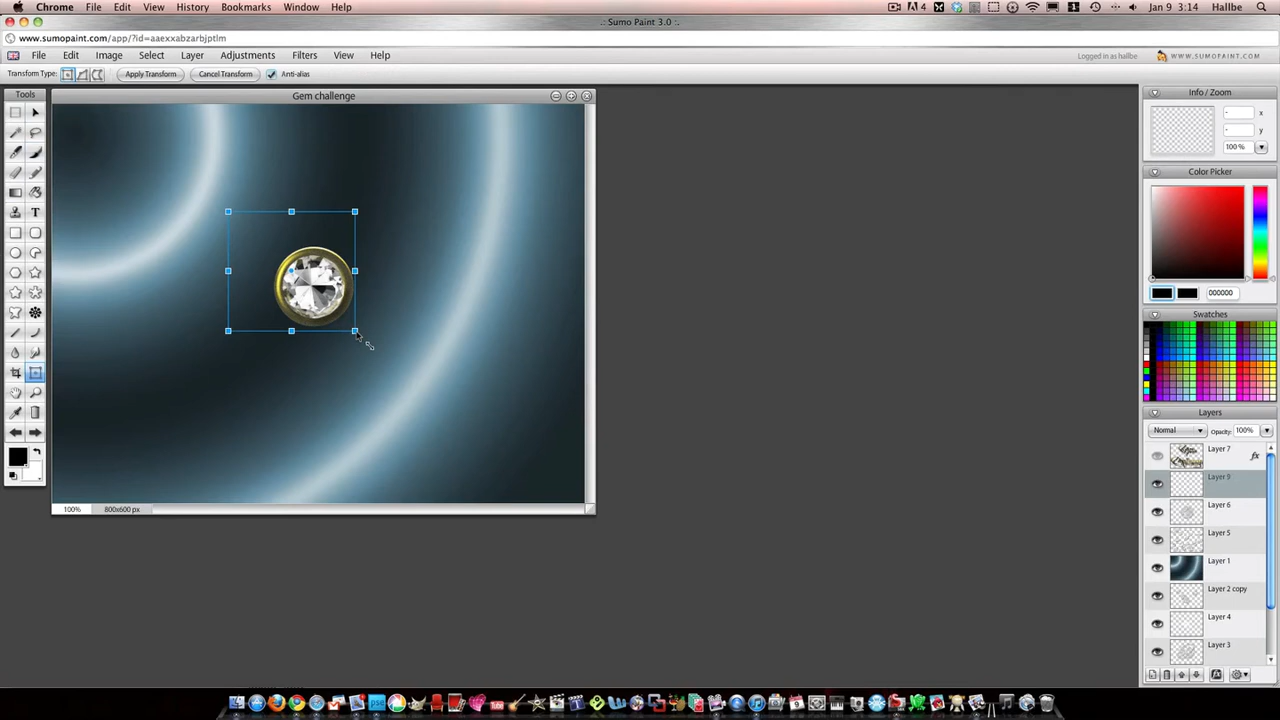 Chrome File Edit View History Bookmarks Window Help 4 1 Jan 9 3:14 Hallbe
.: Sumo Paint 3.0 :.
www.sumopaint.com/app/?id=aaexxabzarbjptlm
File Edit Image Select Layer Adjustments Filters View Help Logged in as hallbe WWW.SUMOPAINT.COM
Transform Type: Apply Transform Cancel Transform Anti-alias
Tools
Gem challenge
Info / Zoom
- x
- y
100 %
Color Picker
000000
Swatches
Layers
Normal Opacity: 100%
Layer 7 fx
Layer 9
Layer 6
Layer 5
Layer 1
Layer 2 copy
Layer 4
Layer 3
T
100% 800x600 px